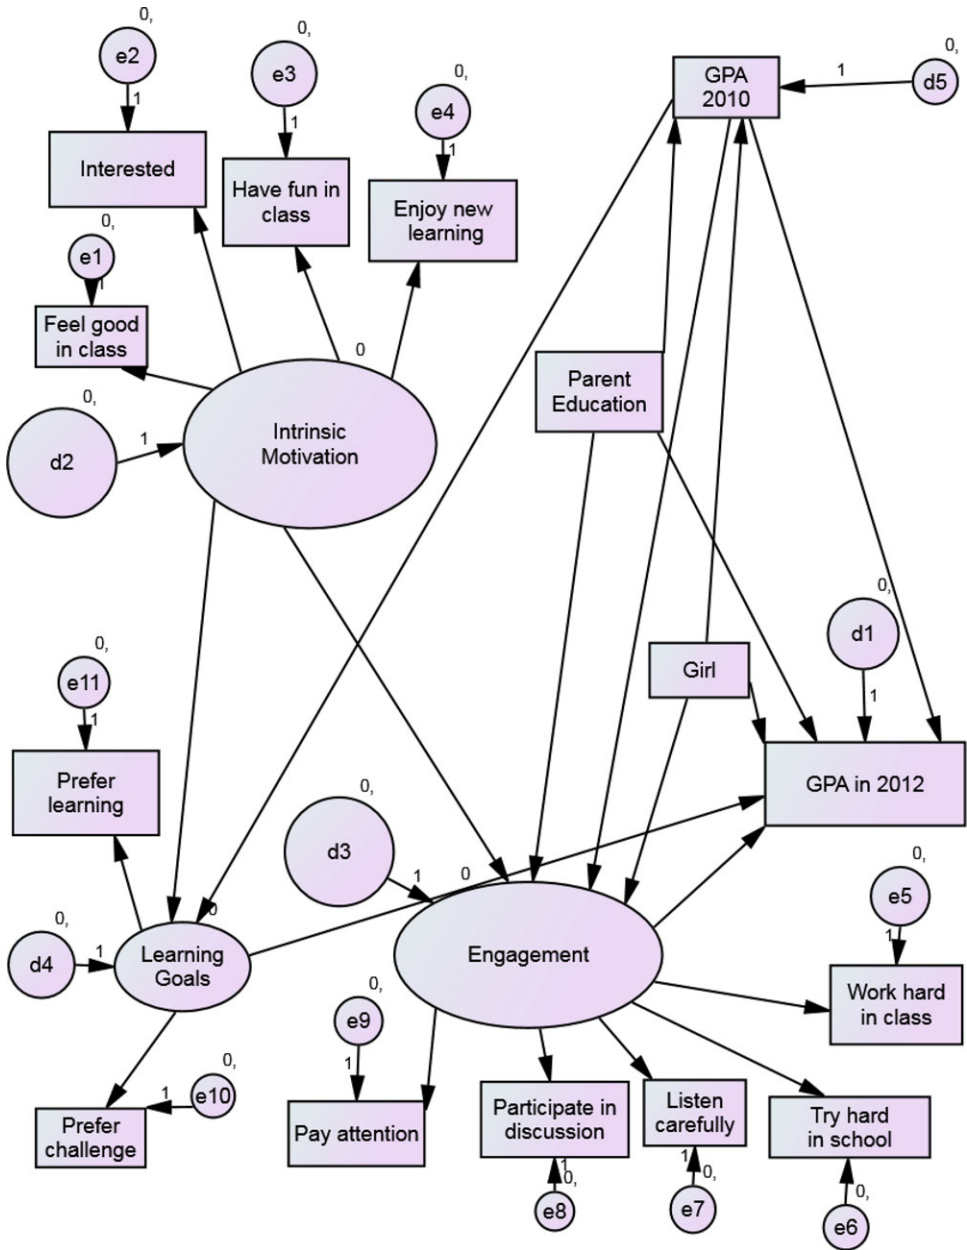 0,
e2
1
Interested
0,
e3
1
Have fun in
class
0,
e4
1
Enjoy new
learning
0,
e1
1
Feel good
in class
0,
d2
1
0
Intrinsic
Motivation
GPA
2010
1
0,
d5
Parent
Education
Girl
0,
d1
1
GPA in 2012
0,
e11
1
Prefer
learning
0,
d3
1
0
0,
d4
1
0
Learning
Goals
Engagement
0,
e5
1
Work hard
in class
0,
e9
1
Pay attention
0,
e10
1
Prefer
challenge
Participate in
discussion
1
0,
e8
Listen
carefully
1
0,
e7
Try hard
in school
0,
e6